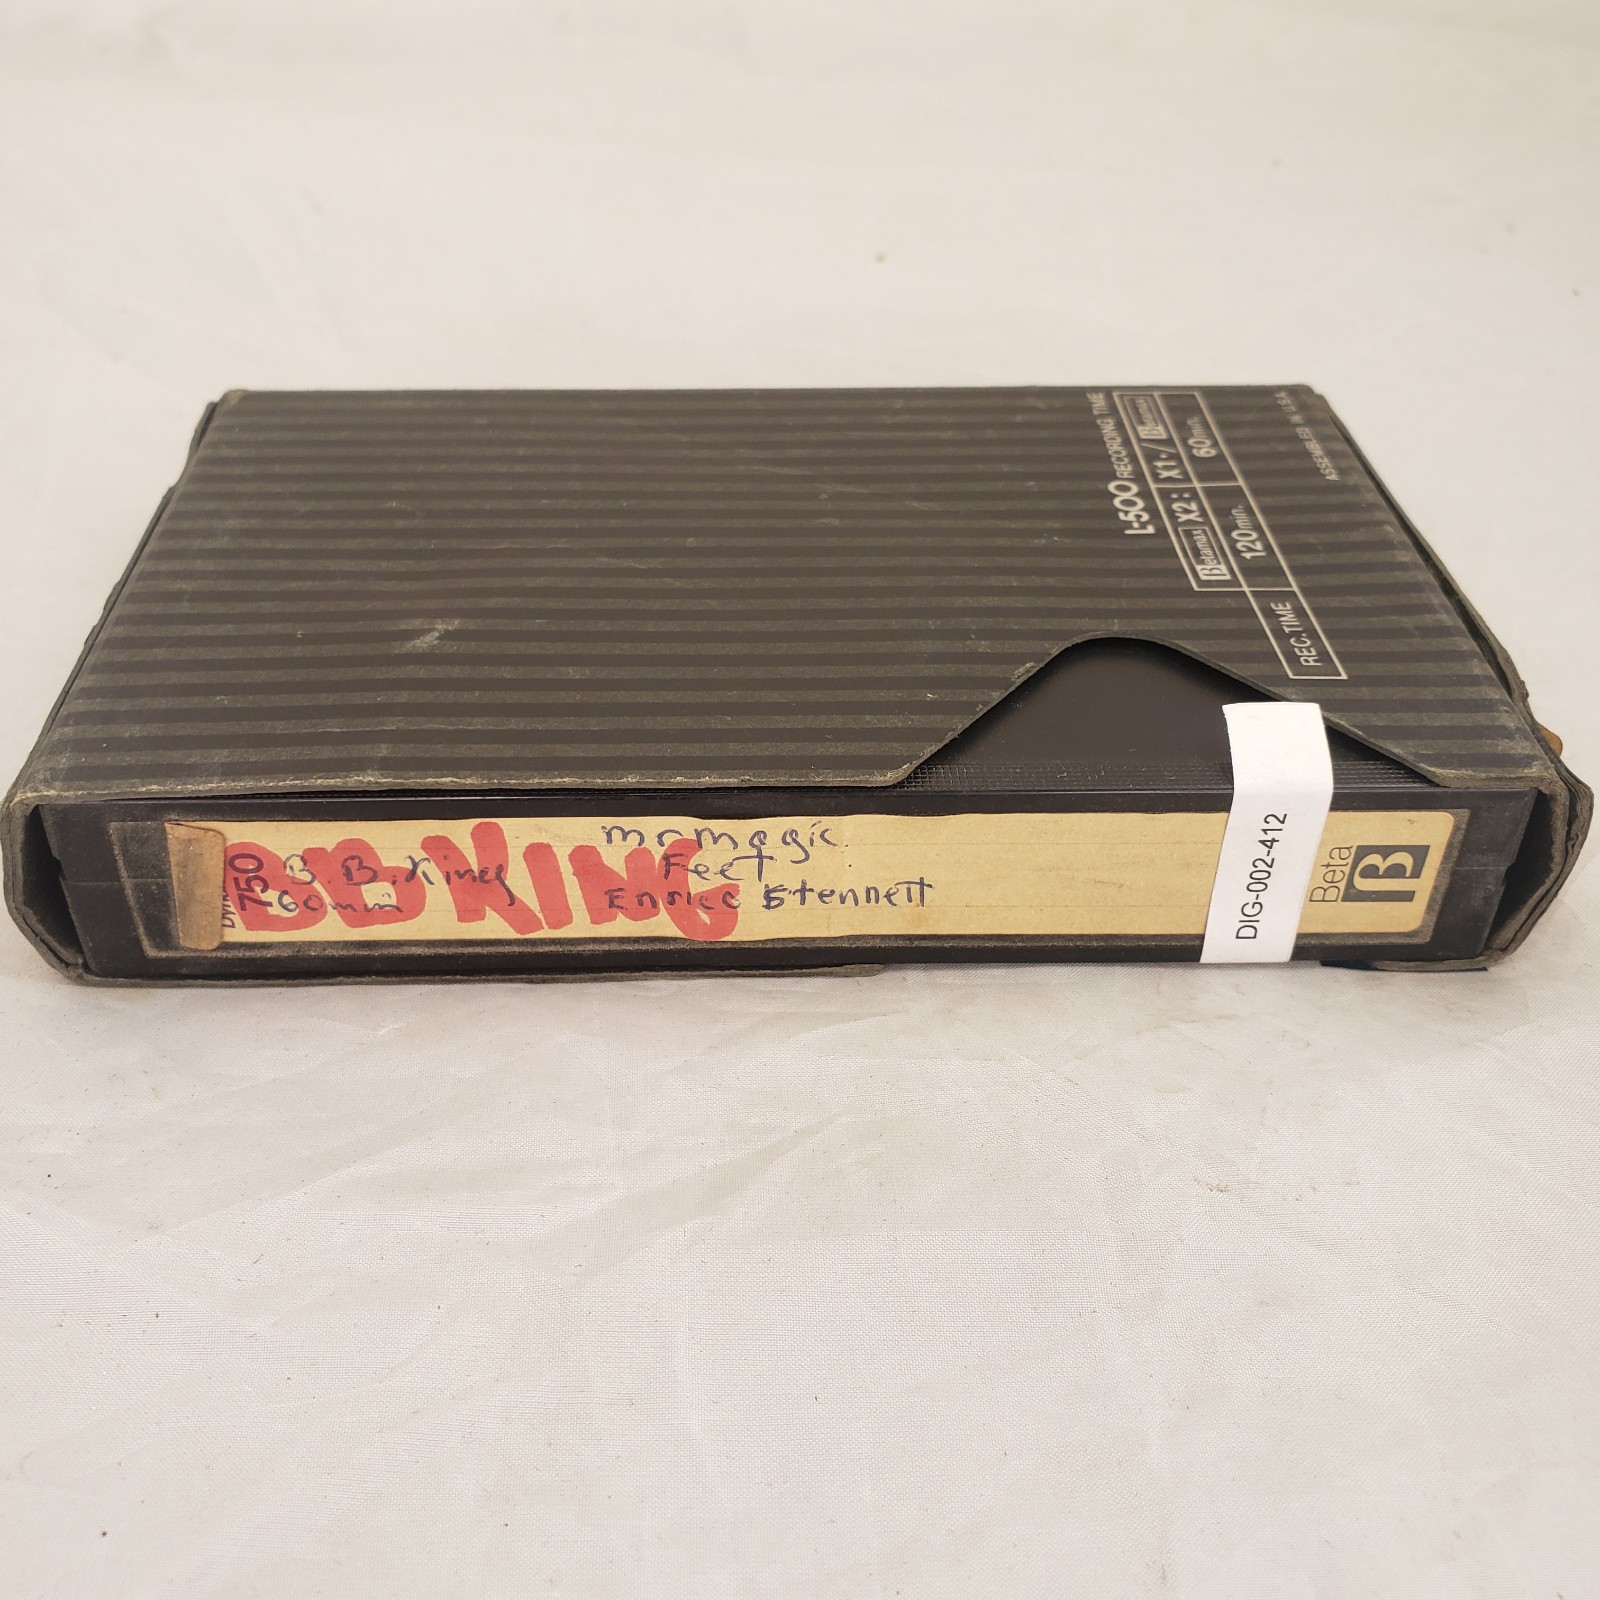 L-500 RECORDING TIME
Betamax X2: X1 / Betamax
REC. TIME 120min. 60min.
ASSEMBLED IN U.S.A.
750
BB KING
B.B. King
60min
mr magic
Feet
Enrico Stennett
DIG-002-412
Beta
β